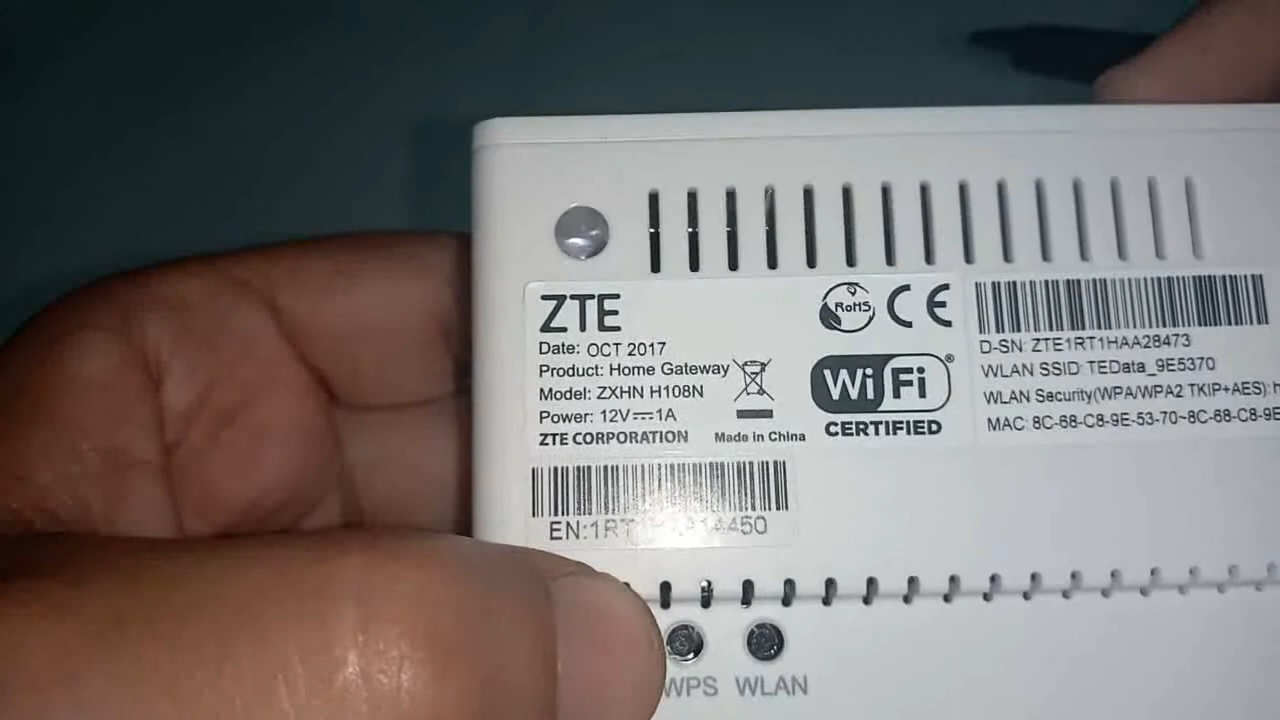 ZTE
Date: OCT 2017
Product: Home Gateway
Model: ZXHN H108N
Power: 12V⎓1A
ZTE CORPORATION
Made in China
RoHS
CE
Wi Fi®
CERTIFIED
D-SN: ZTE1RT1HAA28473
WLAN SSID: TEData_9E5370
WLAN Security(WPA/WPA2 TKIP+AES):
MAC: 8C-68-C8-9E-53-70~8C-68-C8-9E
WPS WLAN